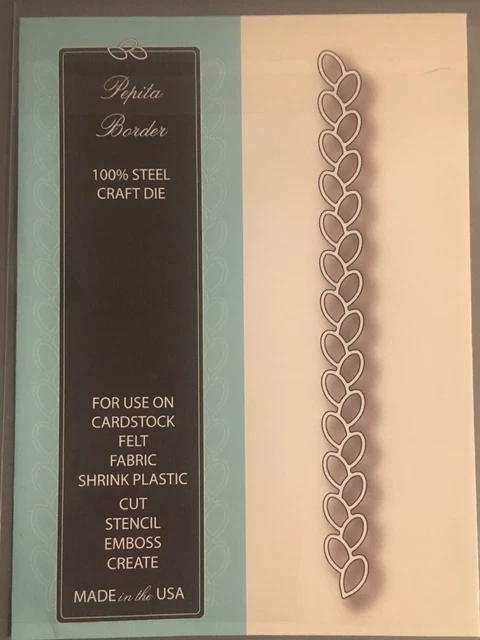 Pepita
Border
100% STEEL
CRAFT DIE
FOR USE ON
CARDSTOCK
FELT
FABRIC
SHRINK PLASTIC
CUT
STENCIL
EMBOSS
CREATE
MADE in the USA